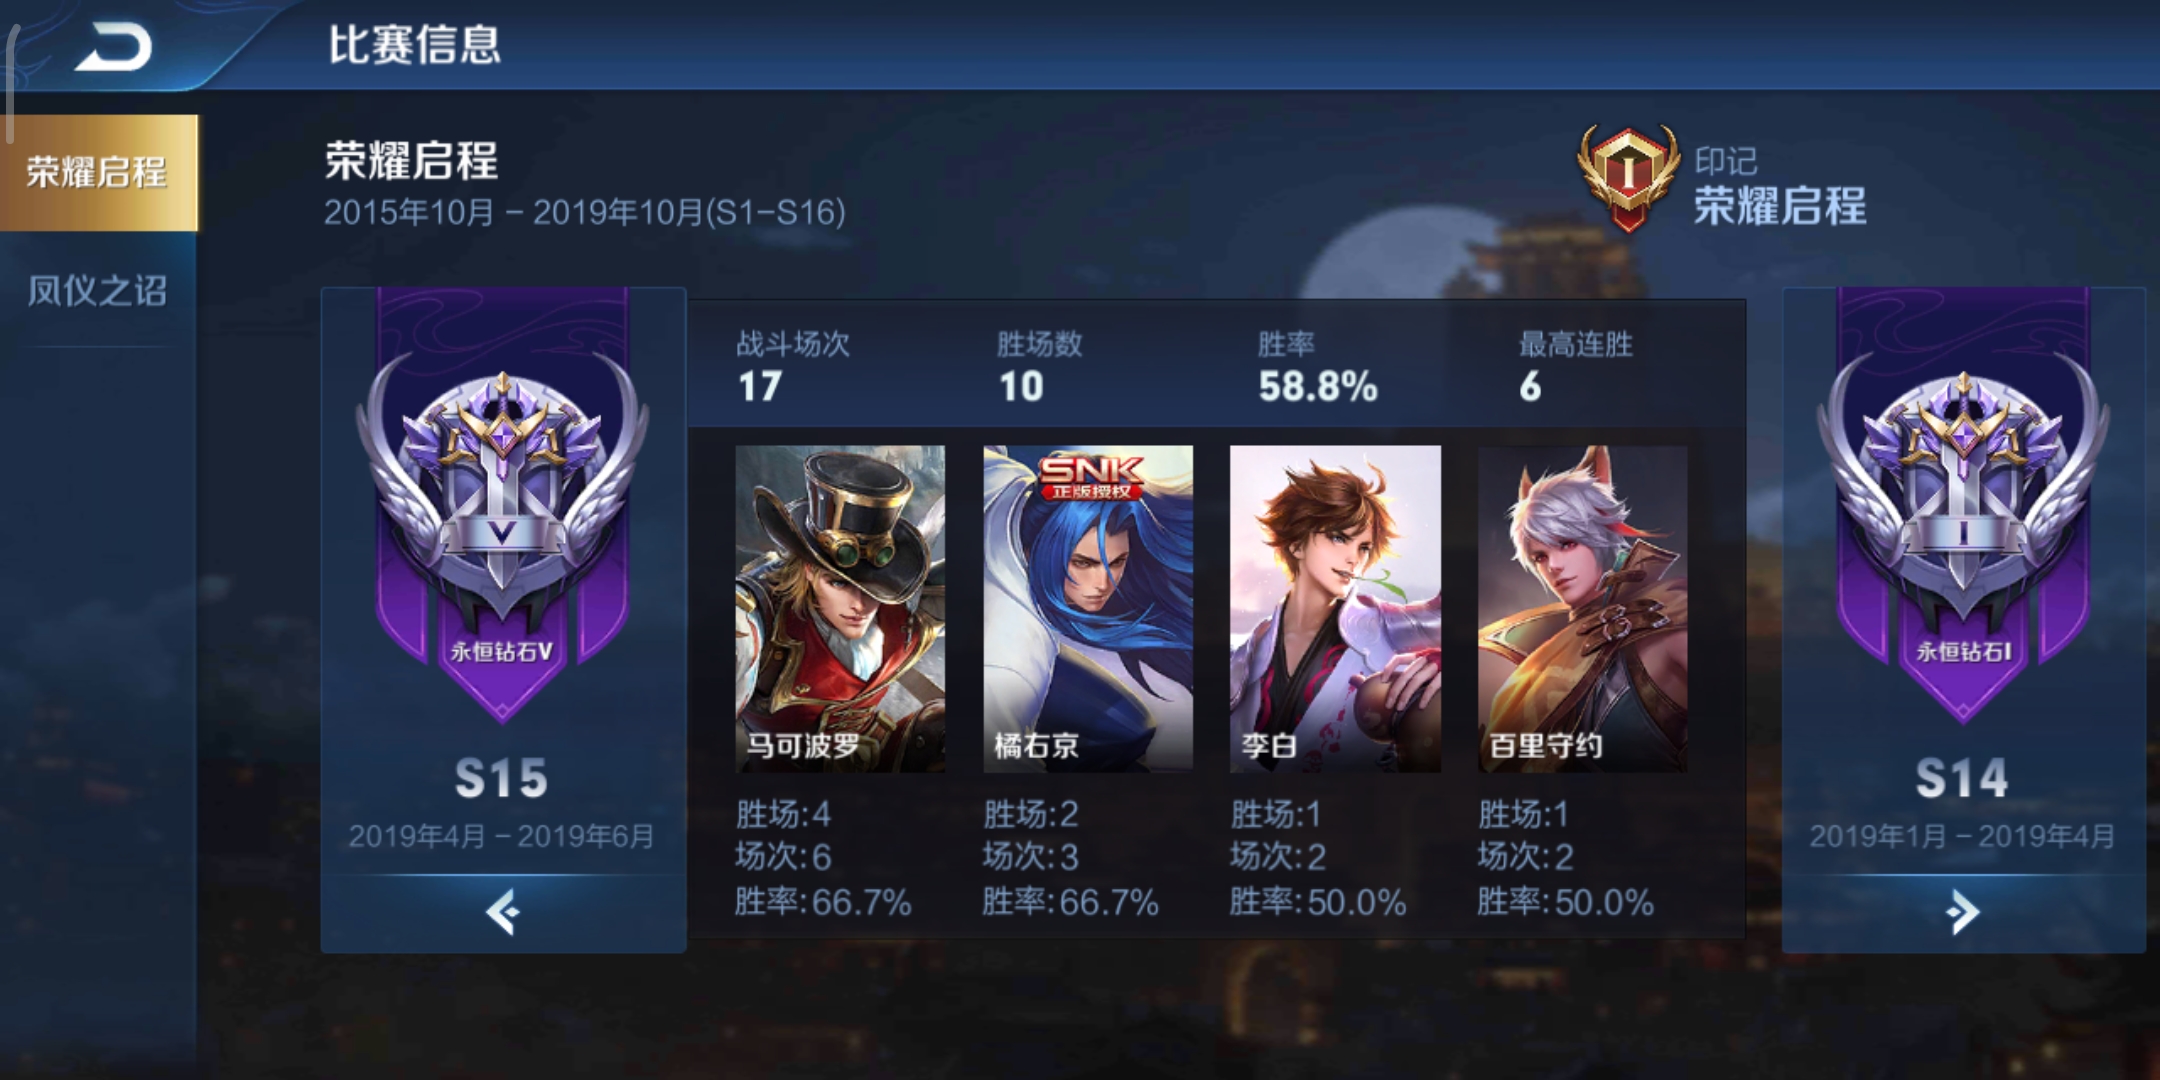 比赛信息
荣耀启程
凤仪之诏
荣耀启程
2015年10月 – 2019年10月(S1–S16)
I
印记
荣耀启程
V
永恒钻石V
S15
2019年4月 – 2019年6月
战斗场次
17
胜场数
10
胜率
58.8%
最高连胜
6
马可波罗
胜场:4
场次:6
胜率:66.7%
SNK
正版授权
橘右京
胜场:2
场次:3
胜率:66.7%
李白
胜场:1
场次:2
胜率:50.0%
百里守约
胜场:1
场次:2
胜率:50.0%
I
永恒钻石I
S14
2019年1月 – 2019年4月